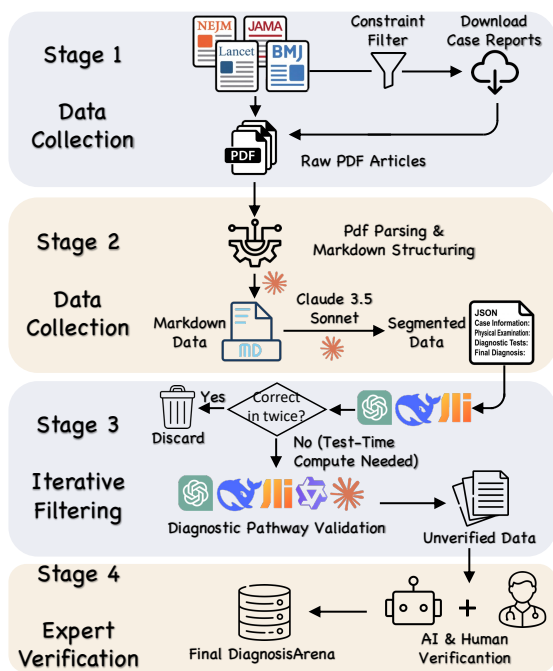 Stage 1
Data
Collection
NEJM
JAMA
Lancet
BMJ
Constraint
Filter
Download
Case Reports
PDF
Raw PDF Articles
Stage 2
Data
Collection
Pdf Parsing &
Markdown Structuring
Markdown
Data
MD
Claude 3.5
Sonnet
Segmented
Data
JSON
Case Information:
Physical Examination:
Diagnostic Tests:
Final Diagnosis:
Stage 3
Iterative
Filtering
Discard
Yes
Correct
in twice?
No (Test-Time
Compute Needed)
Diagnostic Pathway Validation
Unverified Data
Stage 4
Expert
Verification
Final DiagnosisArena
AI & Human
Verificantion